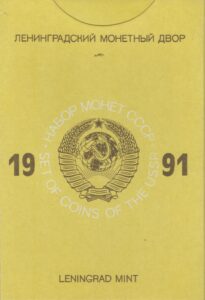 ЛЕНИНГРАДСКИЙ МОНЕТНЫЙ ДВОР
· НАБОР МОНЕТ СССР ·
19 91
SET OF COINS OF THE USSR
LENINGRAD MINT